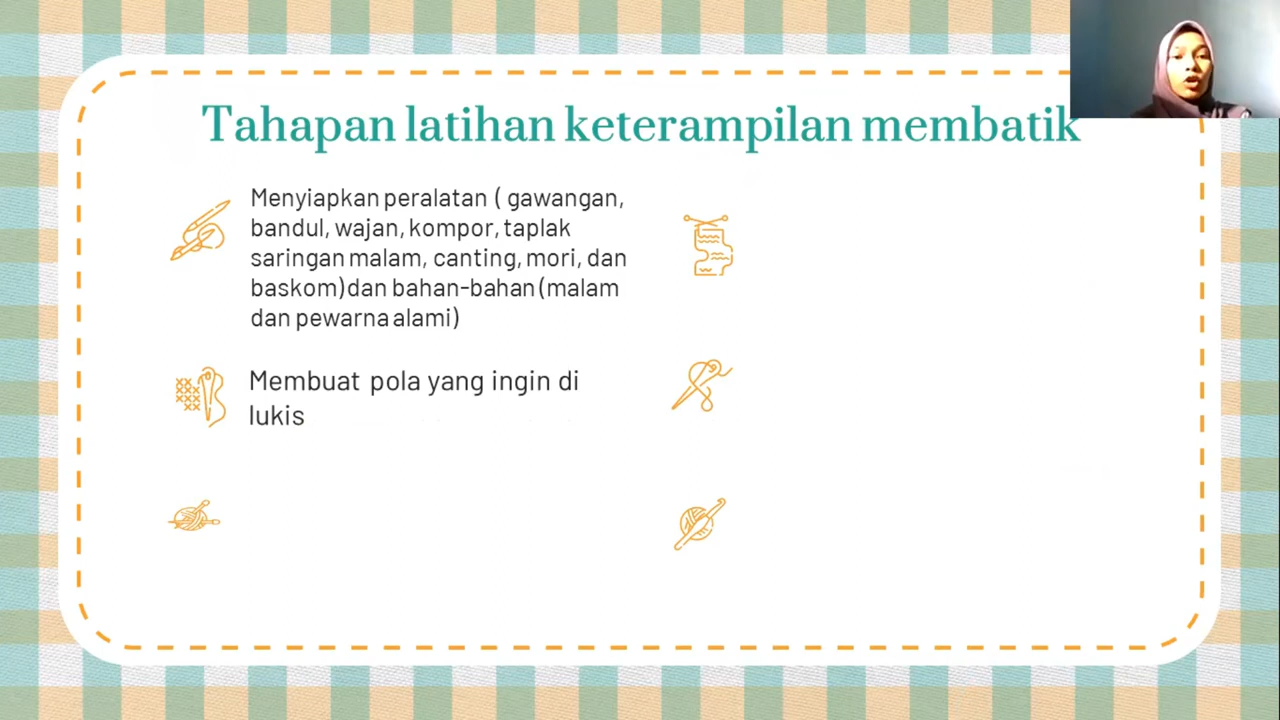 Tahapan latihan keterampilan membatik
Menyiapkan peralatan ( gawangan,
bandul, wajan, kompor, taplak
saringan malam, canting, mori, dan
baskom)dan bahan-bahan (malam
dan pewarna alami)
Membuat pola yang ingin di
lukis